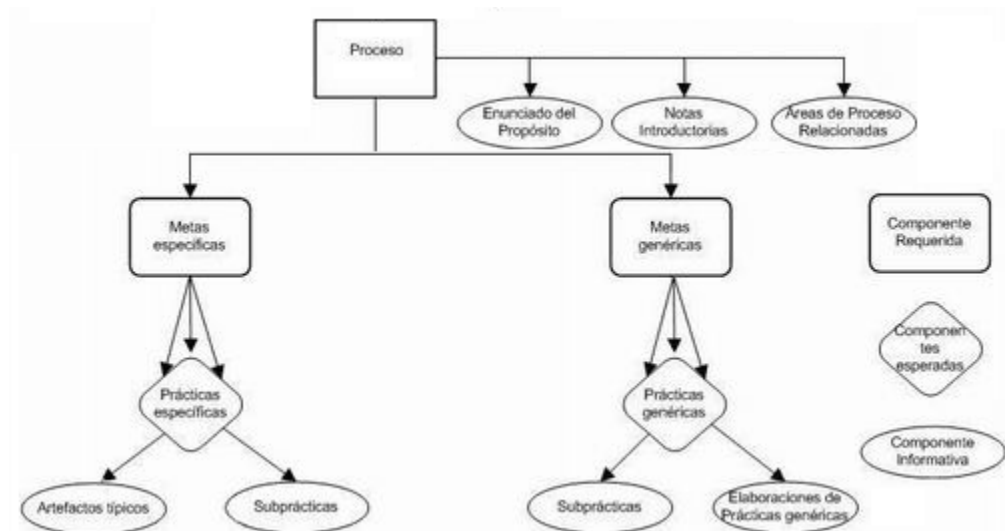 Proceso
Enunciado del
Propósito
Notas
Introductorias
Áreas de Proceso
Relacionadas
Metas
específicas
Metas
genéricas
Componente
Requerida
Componen
tes
esperadas
Prácticas
específicas
Prácticas
genéricas
Componente
Informativa
Artefactos típicos
Subprácticas
Subprácticas
Elaboraciones de
Prácticas genéricas